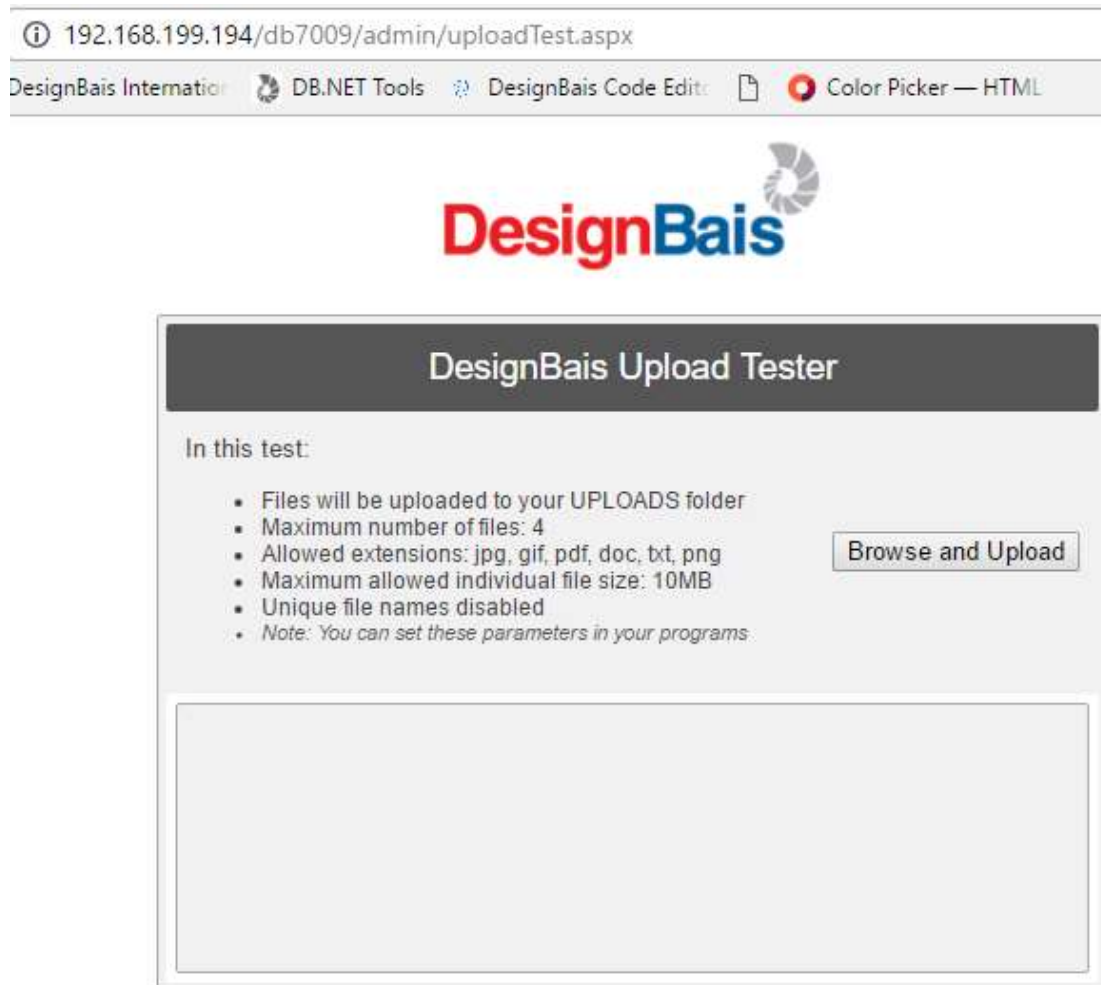 192.168.199.194/db7009/admin/uploadTest.aspx
DesignBais Internatio DB.NET Tools DesignBais Code Edit Color Picker — HTML
DesignBais
DesignBais Upload Tester
In this test:
• Files will be uploaded to your UPLOADS folder
• Maximum number of files: 4
• Allowed extensions: jpg, gif, pdf, doc, txt, png
Browse and Upload
• Maximum allowed individual file size: 10MB
• Unique file names disabled
• Note: You can set these parameters in your programs